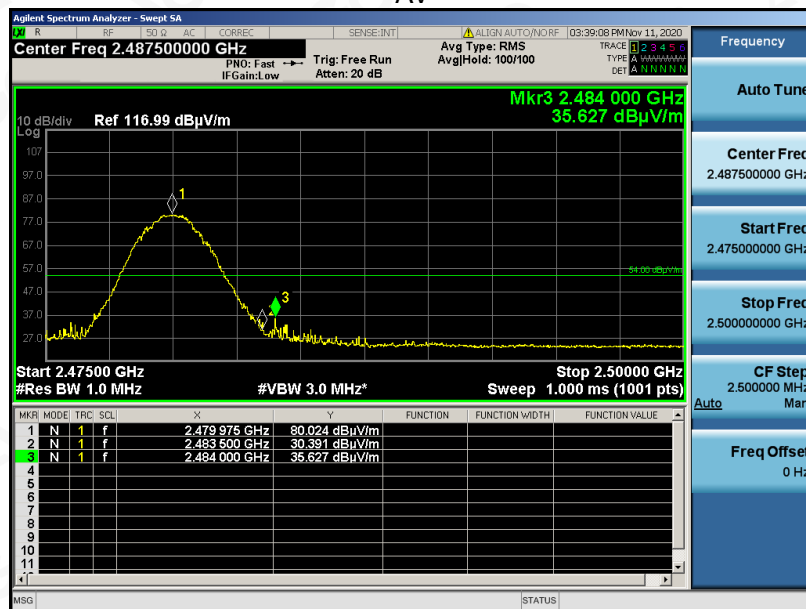 AV
Agilent Spectrum Analyzer - Swept SA
LXI R RF 50 Ω AC CORREC SENSE:INT ALIGN AUTO/NO RF 03:39:08 PM Nov 11, 2020
Center Freq 2.487500000 GHz
PNO: Fast
IFGain:Low
Trig: Free Run
Atten: 20 dB
Avg Type: RMS
Avg|Hold: 100/100
TRACE 1 2 3 4 5 6
TYPE A WWWWW
DET A N N N N N
Mkr3 2.484 000 GHz
35.627 dBµV/m
10 dB/div Ref 116.99 dBµV/m
Log
107
97.0
87.0
77.0
67.0
57.0
47.0
37.0
27.0
1
3
54.00 dBµV/m
Start 2.47500 GHz Stop 2.50000 GHz
#Res BW 1.0 MHz #VBW 3.0 MHz* Sweep 1.000 ms (1001 pts)
MKR MODE TRC SCL X Y FUNCTION FUNCTION WIDTH FUNCTION VALUE
1 N 1 f 2.479 975 GHz 80.024 dBµV/m
2 N 1 f 2.483 500 GHz 30.391 dBµV/m
3 N 1 f 2.484 000 GHz 35.627 dBµV/m
4
5
6
7
8
9
10
11
MSG STATUS
Frequency
Auto Tune
Center Freq
2.487500000 GHz
Start Freq
2.475000000 GHz
Stop Freq
2.500000000 GHz
CF Step
2.500000 MHz
Auto Man
Freq Offset
0 Hz